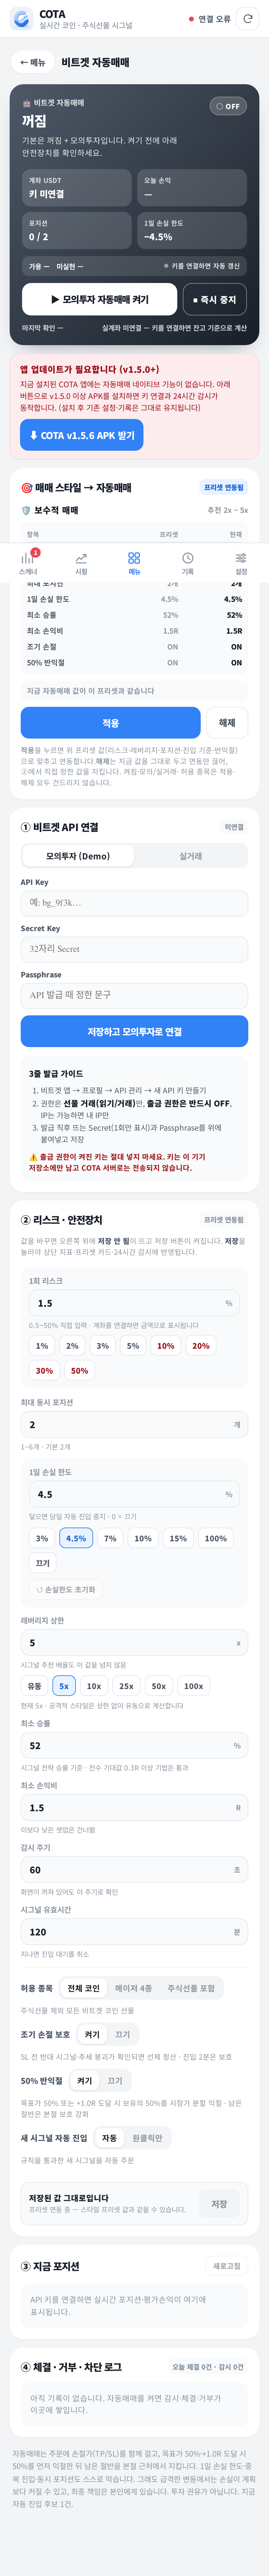 COTA
실시간 코인 · 주식선물 시그널
연결 오류
← 메뉴
비트겟 자동매매
🤖 비트겟 자동매매
○ OFF
꺼짐
기본은 꺼짐 + 모의투자입니다. 켜기 전에 아래
안전장치를 확인하세요.
계좌 USDT
키 미연결
오늘 손익
—
포지션
0 / 2
1일 손실 한도
−4.5%
가용 —
미실현 —
키를 연결하면 자동 갱신
▶ 모의투자 자동매매 켜기
■ 즉시 중지
마지막 확인 —
실계좌 미연결 — 키를 연결하면 잔고 기준으로 계산
앱 업데이트가 필요합니다 (v1.5.0+)
지금 설치된 COTA 앱에는 자동매매 네이티브 기능이 없습니다. 아래
버튼으로 v1.5.0 이상 APK를 설치하면 키 연결과 24시간 감시가
동작합니다. (설치 후 기존 설정·기록은 그대로 유지됩니다)
⬇ COTA v1.5.6 APK 받기
🎯 매매 스타일 → 자동매매
프리셋 연동됨
🛡️ 보수적 매매
추천 2x ~ 5x
항목
프리셋
현재
1
스캐너
시험
메뉴
기록
설정
최대 포지션
2개
2개
1일 손실 한도
4.5%
4.5%
최소 승률
52%
52%
최소 손익비
1.5R
1.5R
조기 손절
ON
ON
50% 반익절
ON
ON
지금 자동매매 값이 이 프리셋과 같습니다
적용
해제
적용을 누르면 위 프리셋 값(리스크·레버리지·포지션·진입 기준·반익절)
으로 맞추고 연동합니다. 해제는 지금 값을 그대로 두고 연동만 끊어,
②에서 직접 정한 값을 지킵니다. 켜짐·모의/실거래·허용 종목은 적용·
해제 모두 건드리지 않습니다.
① 비트겟 API 연결
미연결
모의투자 (Demo)
실거래
API Key
예: bg_9f3k…
Secret Key
32자리 Secret
Passphrase
API 발급 때 정한 문구
저장하고 모의투자로 연결
3줄 발급 가이드
1. 비트겟 앱 → 프로필 → API 관리 → 새 API 키 만들기
2. 권한은 선물 거래(읽기/거래)만, 출금 권한은 반드시 OFF,
IP는 가능하면 내 IP만
3. 발급 직후 뜨는 Secret(1회만 표시)과 Passphrase를 위에
붙여넣고 저장
⚠️ 출금 권한이 켜진 키는 절대 넣지 마세요. 키는 이 기기
저장소에만 남고 COTA 서버로는 전송되지 않습니다.
② 리스크 · 안전장치
프리셋 연동됨
값을 바꾸면 오른쪽 위에 저장 안 됨이 뜨고 저장 버튼이 켜집니다. 저장을
눌러야 상단 지표·프리셋 카드·24시간 감시에 반영됩니다.
1회 리스크
1.5
%
0.5~50% 직접 입력 · 계좌를 연결하면 금액으로 표시됩니다
1%
2%
3%
5%
10%
20%
30%
50%
최대 동시 포지션
2
개
1~6개 · 기본 2개
1일 손실 한도
4.5
%
닿으면 당일 자동 진입 중지 · 0 = 끄기
3%
4.5%
7%
10%
15%
100%
끄기
↺ 손실한도 초기화
레버리지 상한
5
x
시그널 추천 배율도 이 값을 넘지 않음
유동
5x
10x
25x
50x
100x
현재 5x · 공격적 스타일은 상한 없이 유동으로 계산합니다
최소 승률
52
%
시그널 전략 승률 기준 · 전수 기대값 0.3R 이상 기법은 통과
최소 손익비
1.5
R
이보다 낮은 셋업은 건너뜀
감시 주기
60
초
화면이 꺼져 있어도 이 주기로 확인
시그널 유효시간
120
분
지나면 진입 대기를 취소
허용 종목
전체 코인
메이저 4종
주식선물 포함
주식선물 제외 모든 비트겟 코인 선물
조기 손절 보호
켜기
끄기
SL 전 반대 시그널·추세 붕괴가 확인되면 선제 청산 · 진입 2분은 보호
50% 반익절
켜기
끄기
목표가 50% 또는 +1.0R 도달 시 보유의 50%를 시장가 분할 익절 · 남은
절반은 본절 보호 강화
새 시그널 자동 진입
자동
원클릭만
규칙을 통과한 새 시그널을 자동 주문
저장된 값 그대로입니다
프리셋 연동 중 — 스타일 프리셋 값과 같을 수 있습니다.
저장
③ 지금 포지션
새로고침
API 키를 연결하면 실시간 포지션·평가손익이 여기에
표시됩니다.
④ 체결 · 거부 · 차단 로그
오늘 체결 0건 · 감시 0건
아직 기록이 없습니다. 자동매매를 켜면 감시·체결·거부가
이곳에 쌓입니다.
자동매매는 주문에 손절가(TP/SL)를 함께 걸고, 목표가 50%·+1.0R 도달 시
50%를 먼저 익절한 뒤 남은 절반을 본절 근처에서 지킵니다. 1일 손실 한도·중
복 진입·동시 포지션도 스스로 막습니다. 그래도 급격한 변동에서는 손실이 계획
보다 커질 수 있고, 최종 책임은 본인에게 있습니다. 투자 권유가 아닙니다. 지금
자동 진입 후보 1건.